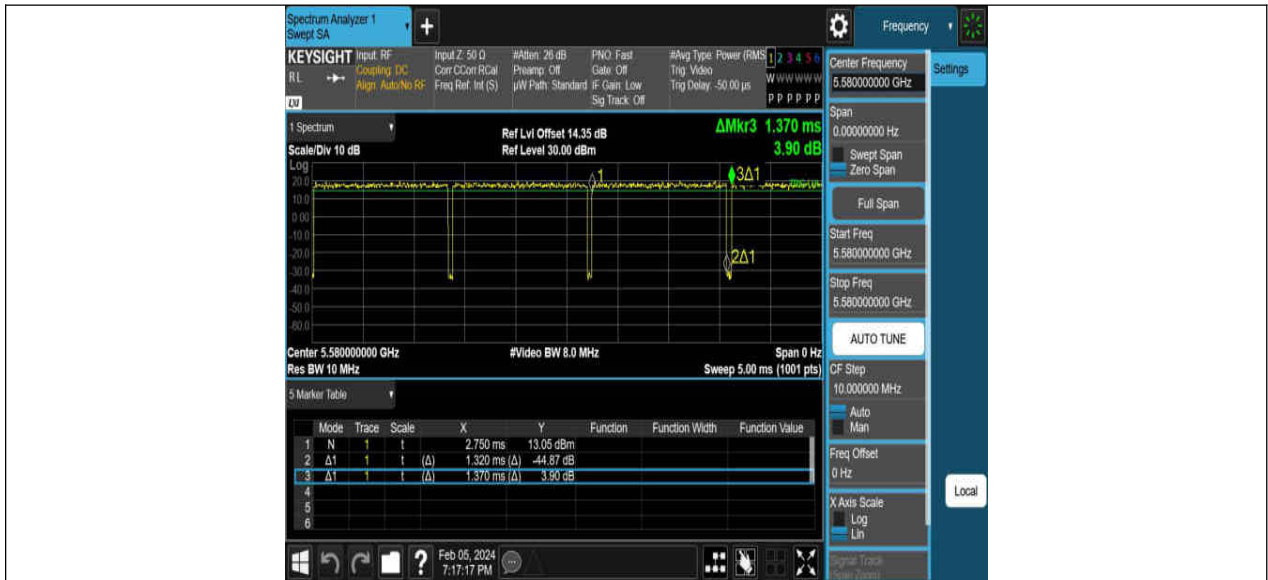 Spectrum Analyzer 1
Swept SA
+
Frequency
KEYSIGHT
RL
Input: RF
Coupling: DC
Align: Auto/No RF
Input Z: 50 Ω
Corr CCorr RCal
Freq Ref: Int (S)
#Atten: 26 dB
Preamp: Off
µW Path: Standard
PNO: Fast
Gate: Off
IF Gain: Low
Sig Track: Off
#Avg Type: Power (RMS
Trig: Video
Trig Delay: -50.00 µs
1 2 3 4 5 6
W W W W W W
P P P P P P
1 Spectrum
Scale/Div 10 dB
Ref Lvl Offset 14.35 dB
Ref Level 30.00 dBm
ΔMkr3 1.370 ms
3.90 dB
Log
20.0
10.0
0.00
-10.0
-20.0
-30.0
-40.0
-50.0
-60.0
1
3Δ1
2Δ1
Center 5.580000000 GHz
Res BW 10 MHz
#Video BW 8.0 MHz
Span 0 Hz
Sweep 5.00 ms (1001 pts)
5 Marker Table
Mode Trace Scale X Y Function Function Width Function Value
1 N 1 t 2.750 ms 13.05 dBm
2 Δ1 1 t (Δ) 1.320 ms (Δ) -44.87 dB
3 Δ1 1 t (Δ) 1.370 ms (Δ) 3.90 dB
4
5
6
?
Feb 05, 2024
7:17:17 PM
Center Frequency
5.580000000 GHz
Settings
Span
0.00000000 Hz
Swept Span
Zero Span
Full Span
Start Freq
5.580000000 GHz
Stop Freq
5.580000000 GHz
AUTO TUNE
CF Step
10.000000 MHz
Auto
Man
Freq Offset
0 Hz
X Axis Scale
Log
Lin
Signal Track
(Span Zoom)
Local